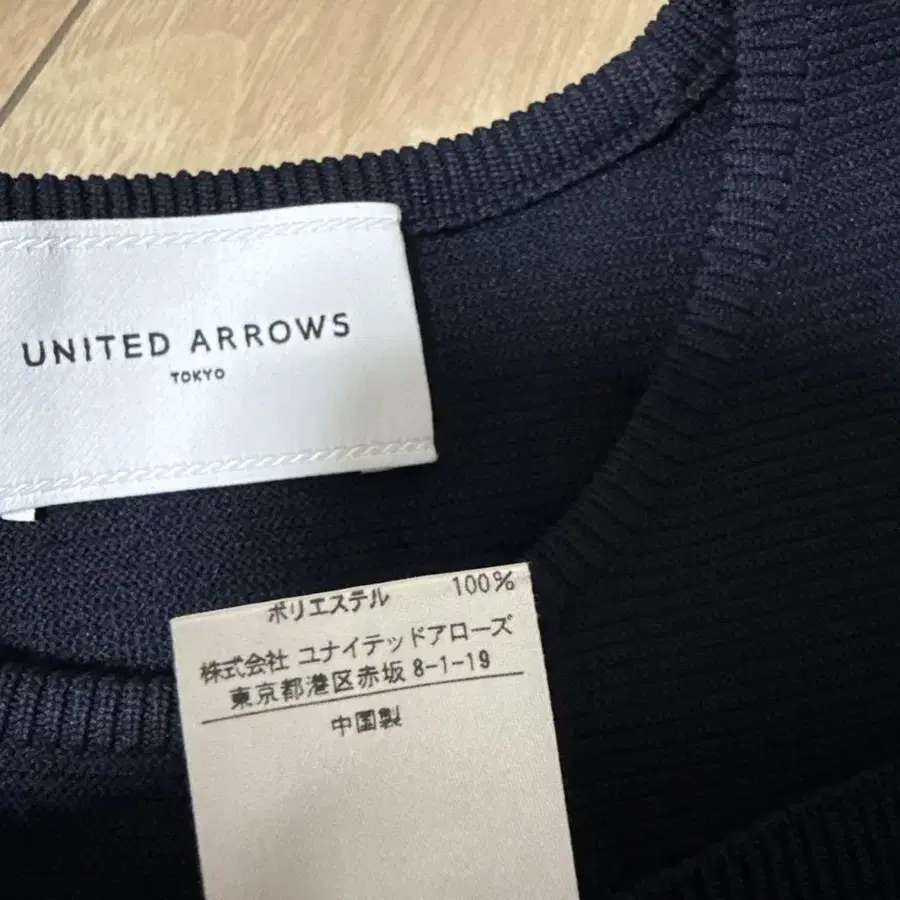 UNITED ARROWS
TOKYO
ポリエステル 100%
株式会社 ユナイテッドアローズ
東京都港区赤坂 8-1-19
中国製